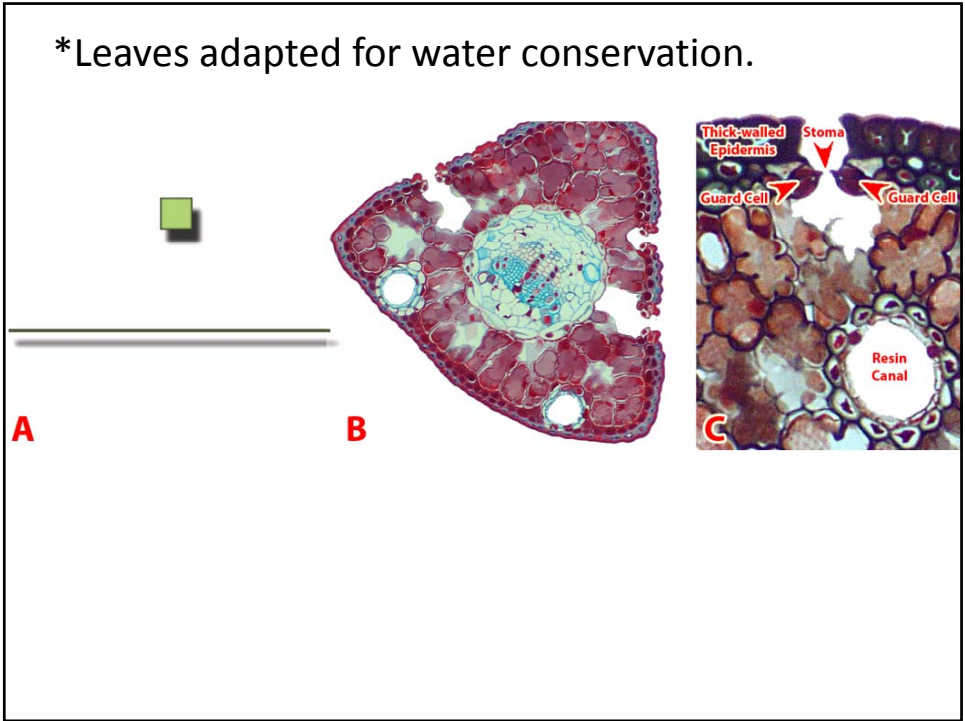 *Leaves adapted for water conservation.
Thick-walled
Epidermis
Stoma
Guard Cell
Guard Cell
Resin
Canal
A
B
C